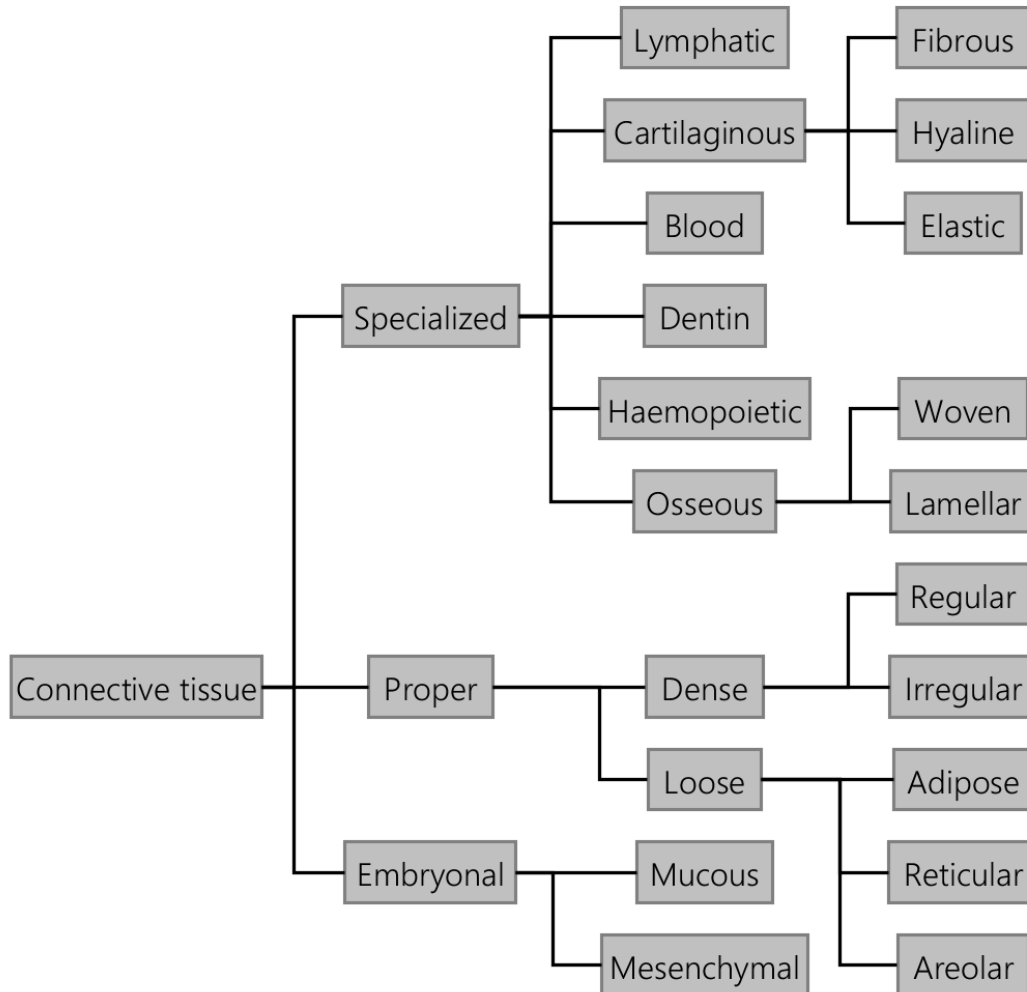 Lymphatic
Fibrous
Cartilaginous
Hyaline
Blood
Elastic
Specialized
Dentin
Haemopoietic
Woven
Osseous
Lamellar
Regular
Connective tissue
Proper
Dense
Irregular
Loose
Adipose
Embryonal
Mucous
Reticular
Mesenchymal
Areolar